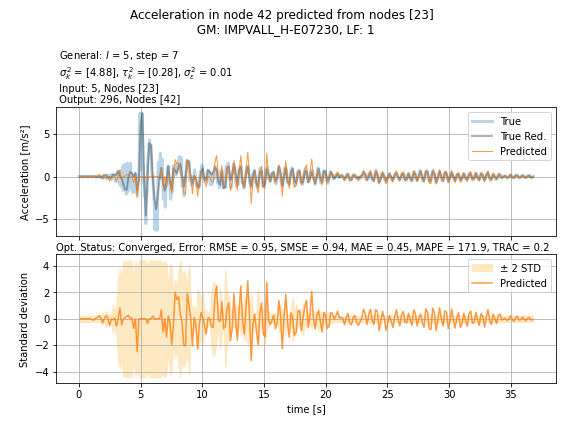 Acceleration in node 42 predicted from nodes [23]
GM: IMPVALL_H-E07230, LF: 1
General: l = 5, step = 7
σ²ₖ = [4.88], τ²ₖ = [0.28], σ²ₑ = 0.01
Input: 5, Nodes [23]
Output: 296, Nodes [42]
True
True Red.
Predicted
Acceleration [m/s²]
5
0
−5
Opt. Status: Converged, Error: RMSE = 0.95, SMSE = 0.94, MAE = 0.45, MAPE = 171.9, TRAC = 0.2
± 2 STD
Predicted
Standard deviation
4
2
0
−2
−4
0 5 10 15 20 25 30 35
time [s]